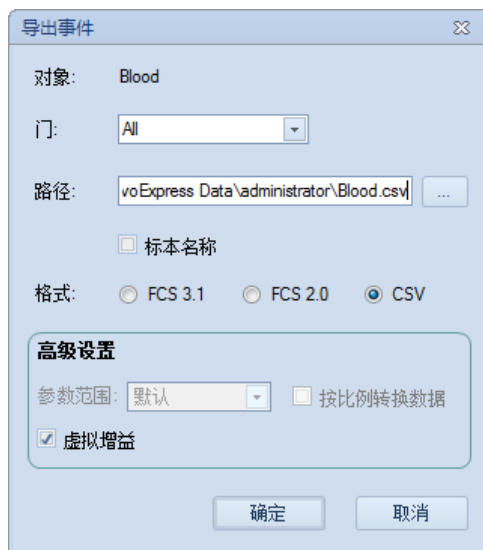 导出事件
对象: Blood
门: All
路径: voExpress Data\administrator\Blood.csv ...
标本名称
格式: FCS 3.1 FCS 2.0 CSV
高级设置
参数范围: 默认 按比例转换数据
虚拟增益
确定 取消